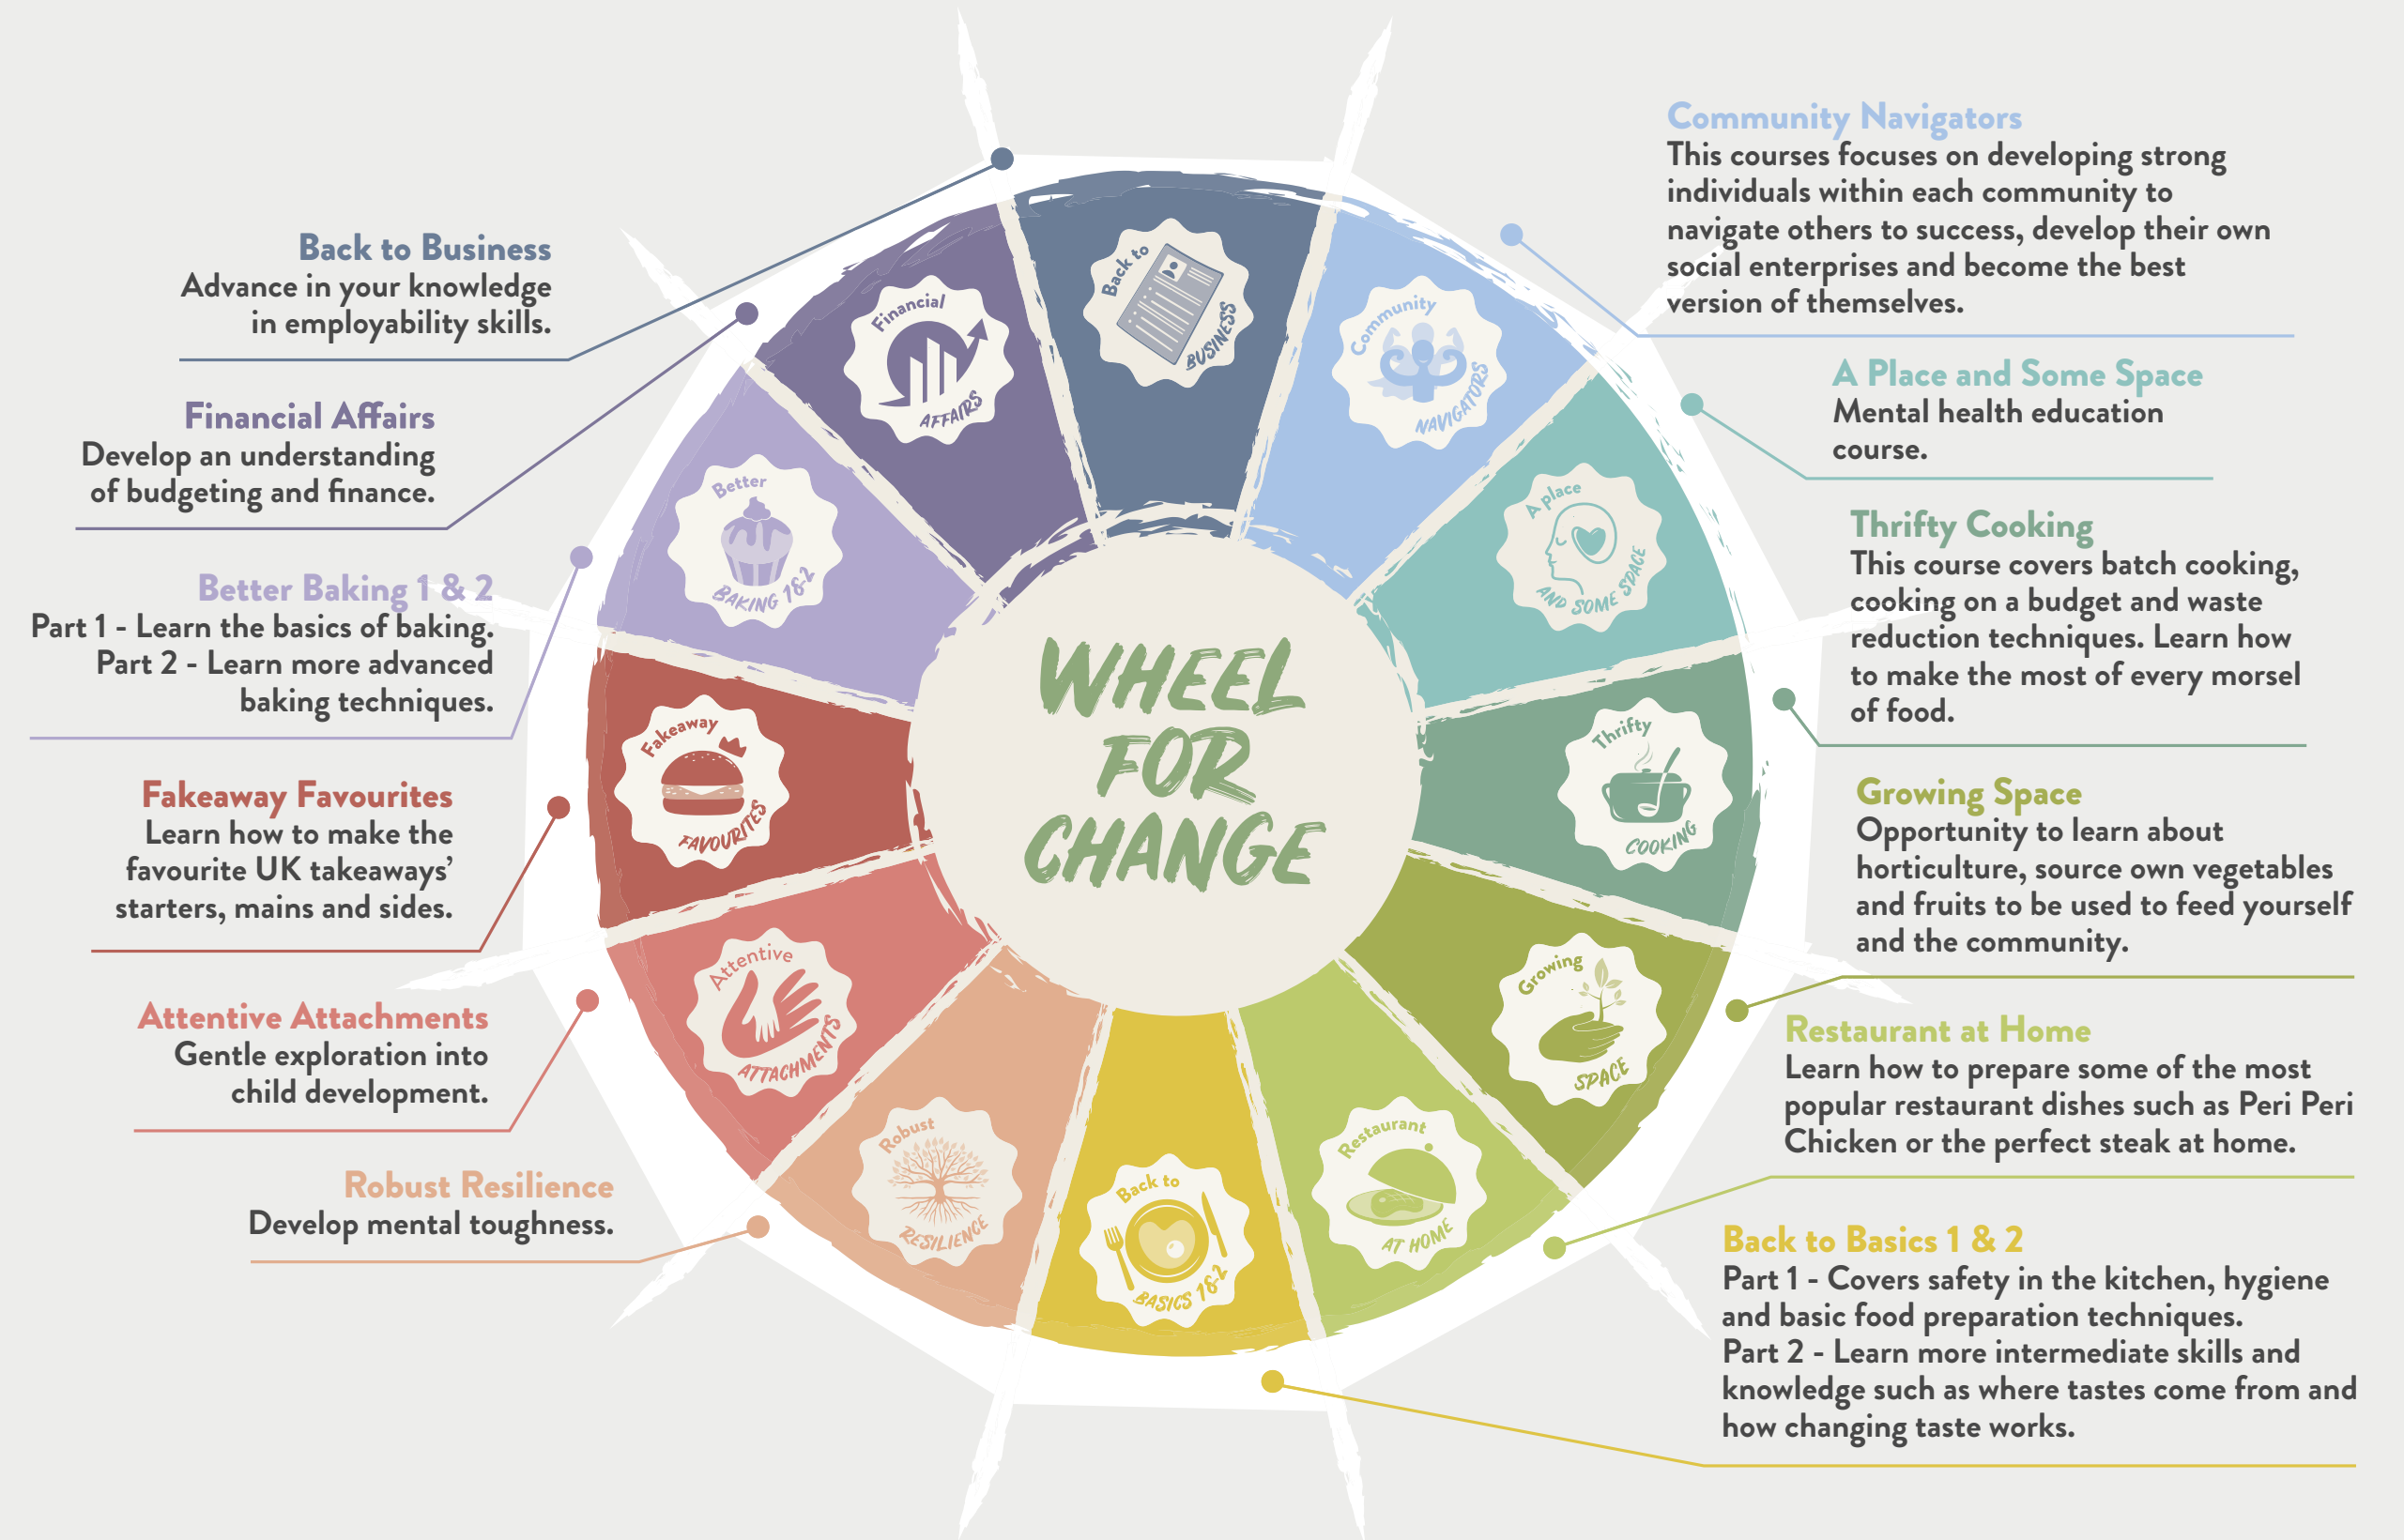 Back to Business
Advance in your knowledge
in employability skills.
Financial Affairs
Develop an understanding
of budgeting and finance.
Better Baking 1 & 2
Part 1 - Learn the basics of baking.
Part 2 - Learn more advanced
baking techniques.
Fakeaway Favourites
Learn how to make the
favourite UK takeaways’
starters, mains and sides.
Attentive Attachments
Gentle exploration into
child development.
Robust Resilience
Develop mental toughness.
Back to
BUSINESS
Financial
AFFAIRS
Community
NAVIGATORS
Better
BAKING 1&2
A place
AND SOME SPACE
WHEEL
FOR
CHANGE
Fakeaway
FAVOURITES
Thrifty
COOKING
Attentive
ATTACHMENTS
Growing
SPACE
Robust
RESILIENCE
Restaurant
AT HOME
Back to
BASICS 1&2
Community Navigators
This courses focuses on developing strong
individuals within each community to
navigate others to success, develop their own
social enterprises and become the best
version of themselves.
A Place and Some Space
Mental health education
course.
Thrifty Cooking
This course covers batch cooking,
cooking on a budget and waste
reduction techniques. Learn how
to make the most of every morsel
of food.
Growing Space
Opportunity to learn about
horticulture, source own vegetables
and fruits to be used to feed yourself
and the community.
Restaurant at Home
Learn how to prepare some of the most
popular restaurant dishes such as Peri Peri
Chicken or the perfect steak at home.
Back to Basics 1 & 2
Part 1 - Covers safety in the kitchen, hygiene
and basic food preparation techniques.
Part 2 - Learn more intermediate skills and
knowledge such as where tastes come from and
how changing taste works.